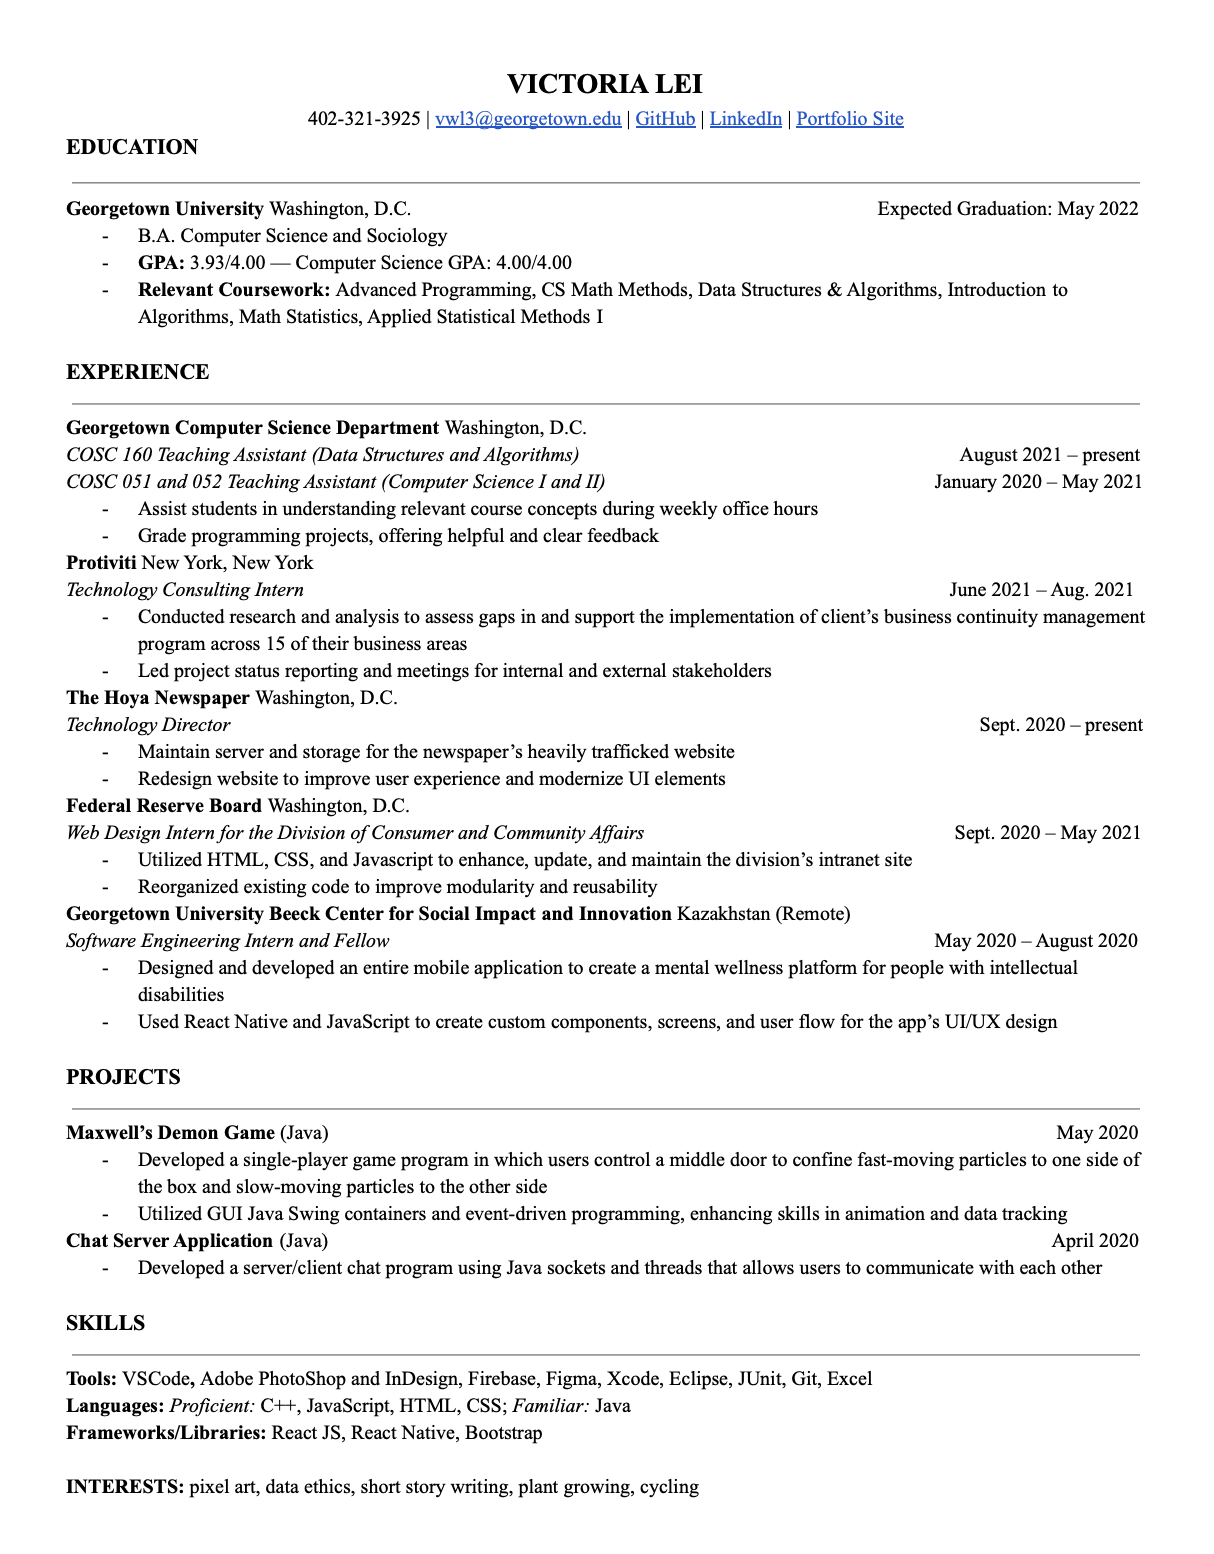 VICTORIA LEI
402-321-3925 | vwl3@georgetown.edu | GitHub | LinkedIn | Portfolio Site
EDUCATION
Georgetown University Washington, D.C. Expected Graduation: May 2022
- B.A. Computer Science and Sociology
- GPA: 3.93/4.00 — Computer Science GPA: 4.00/4.00
- Relevant Coursework: Advanced Programming, CS Math Methods, Data Structures & Algorithms, Introduction to
Algorithms, Math Statistics, Applied Statistical Methods I
EXPERIENCE
Georgetown Computer Science Department Washington, D.C.
COSC 160 Teaching Assistant (Data Structures and Algorithms) August 2021 – present
COSC 051 and 052 Teaching Assistant (Computer Science I and II) January 2020 – May 2021
- Assist students in understanding relevant course concepts during weekly office hours
- Grade programming projects, offering helpful and clear feedback
Protiviti New York, New York
Technology Consulting Intern June 2021 – Aug. 2021
- Conducted research and analysis to assess gaps in and support the implementation of client’s business continuity management
program across 15 of their business areas
- Led project status reporting and meetings for internal and external stakeholders
The Hoya Newspaper Washington, D.C.
Technology Director Sept. 2020 – present
- Maintain server and storage for the newspaper’s heavily trafficked website
- Redesign website to improve user experience and modernize UI elements
Federal Reserve Board Washington, D.C.
Web Design Intern for the Division of Consumer and Community Affairs Sept. 2020 – May 2021
- Utilized HTML, CSS, and Javascript to enhance, update, and maintain the division’s intranet site
- Reorganized existing code to improve modularity and reusability
Georgetown University Beeck Center for Social Impact and Innovation Kazakhstan (Remote)
Software Engineering Intern and Fellow May 2020 – August 2020
- Designed and developed an entire mobile application to create a mental wellness platform for people with intellectual
disabilities
- Used React Native and JavaScript to create custom components, screens, and user flow for the app’s UI/UX design
PROJECTS
Maxwell’s Demon Game (Java) May 2020
- Developed a single-player game program in which users control a middle door to confine fast-moving particles to one side of
the box and slow-moving particles to the other side
- Utilized GUI Java Swing containers and event-driven programming, enhancing skills in animation and data tracking
Chat Server Application (Java) April 2020
- Developed a server/client chat program using Java sockets and threads that allows users to communicate with each other
SKILLS
Tools: VSCode, Adobe PhotoShop and InDesign, Firebase, Figma, Xcode, Eclipse, JUnit, Git, Excel
Languages: Proficient: C++, JavaScript, HTML, CSS; Familiar: Java
Frameworks/Libraries: React JS, React Native, Bootstrap
INTERESTS: pixel art, data ethics, short story writing, plant growing, cycling